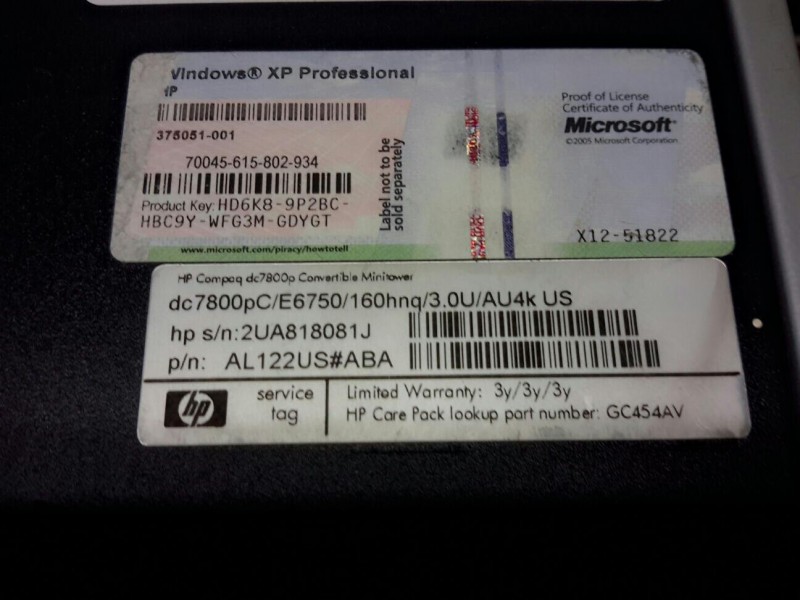 Windows® XP Professional
HP
375051-001
70045-615-802-934
Product Key: HD6K8-9P2BC-
HBC9Y-WFG3M-GDYGT
Label not to be
sold separately
www.microsoft.com/piracy/howtotell
Proof of License
Certificate of Authenticity
Microsoft®
©2005 Microsoft Corporation
X12-51822
HP Compaq dc7800p Convertible Minitower
dc7800pC/E6750/160hnq/3.0U/AU4k US
hp s/n:2UA818081J
p/n: AL122US#ABA
hp
service
tag
Limited Warranty: 3y/3y/3y
HP Care Pack lookup part number: GC454AV